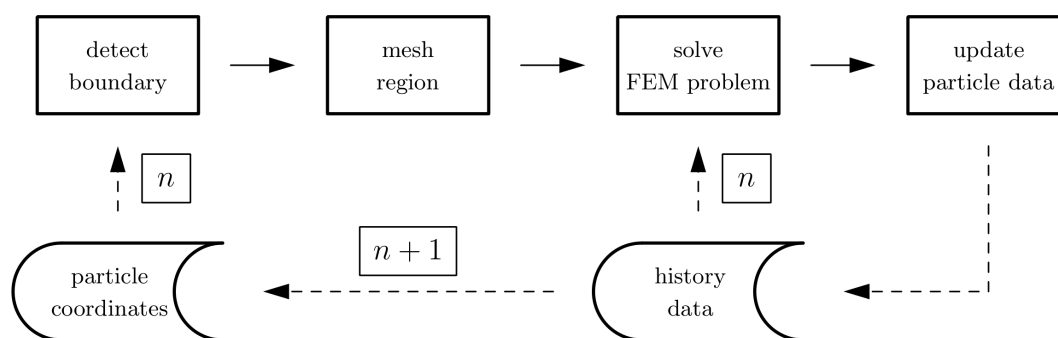 detect
boundary
mesh
region
solve
FEM problem
update
particle data
n
n
n + 1
particle
coordinates
history
data